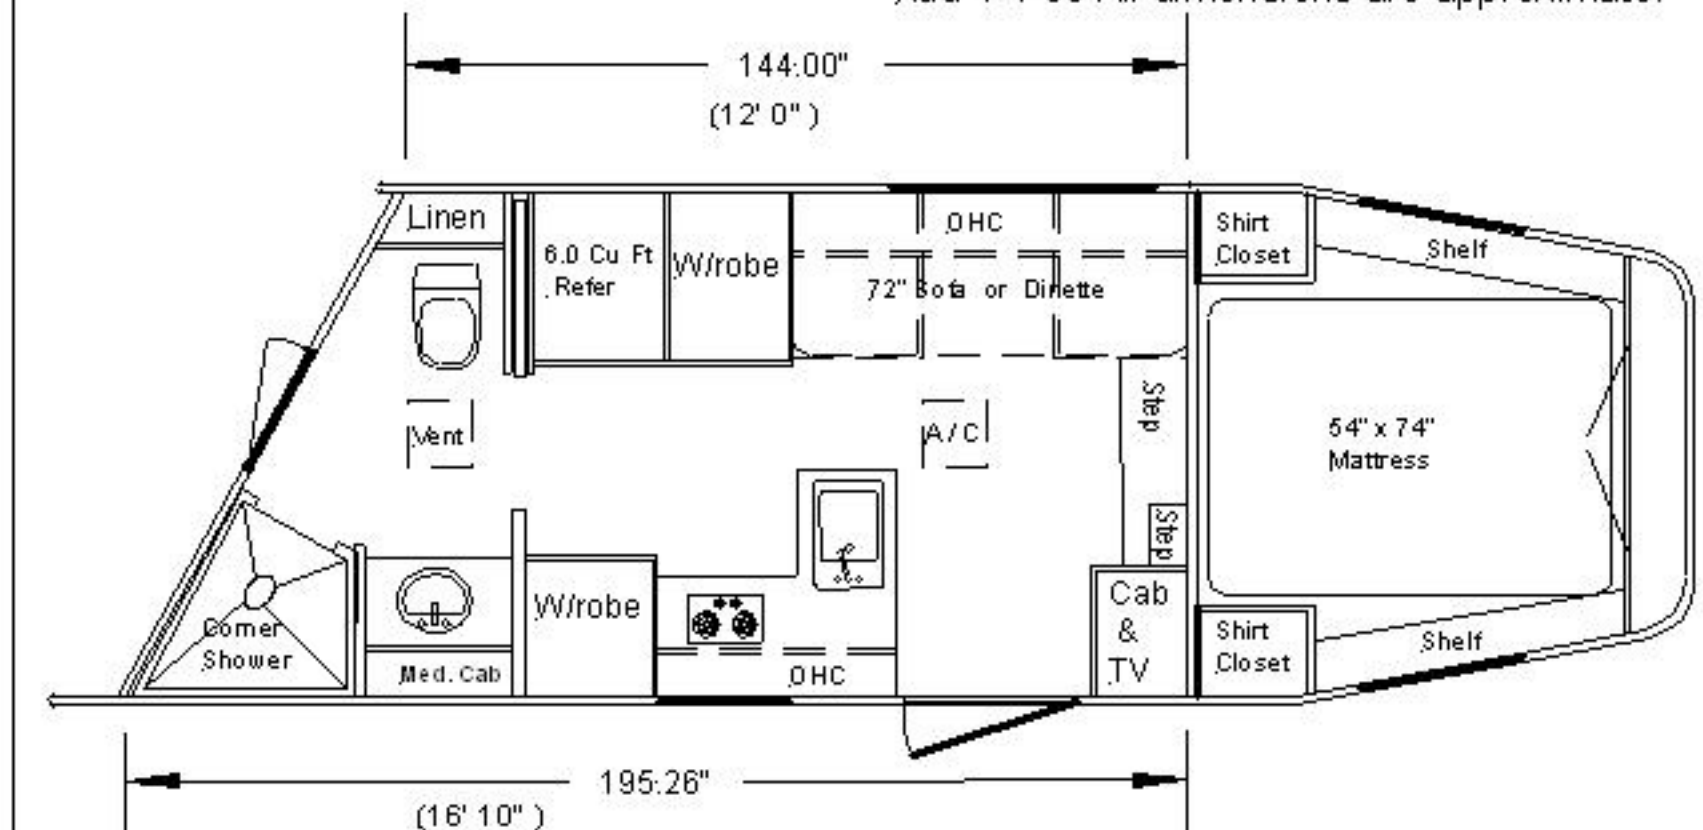 are approximate.
144.00"
(12' 0")
Linen
6.0 Cu Ft
Refer
W/robe
OHC
72" Sofa or Dinette
Shirt
Closet
Shelf
Vent
A/C
Step
54" x 74"
Mattress
Step
Corner
Shower
Med. Cab
W/robe
OHC
Cab
&
TV
Shirt
Closet
Shelf
195.26"
(16' 10")